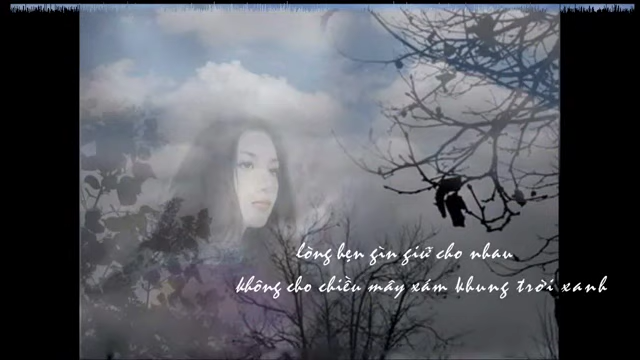 lòng hẹn gìn giữ cho nhau
không cho chiều mây xám khung trời xanh